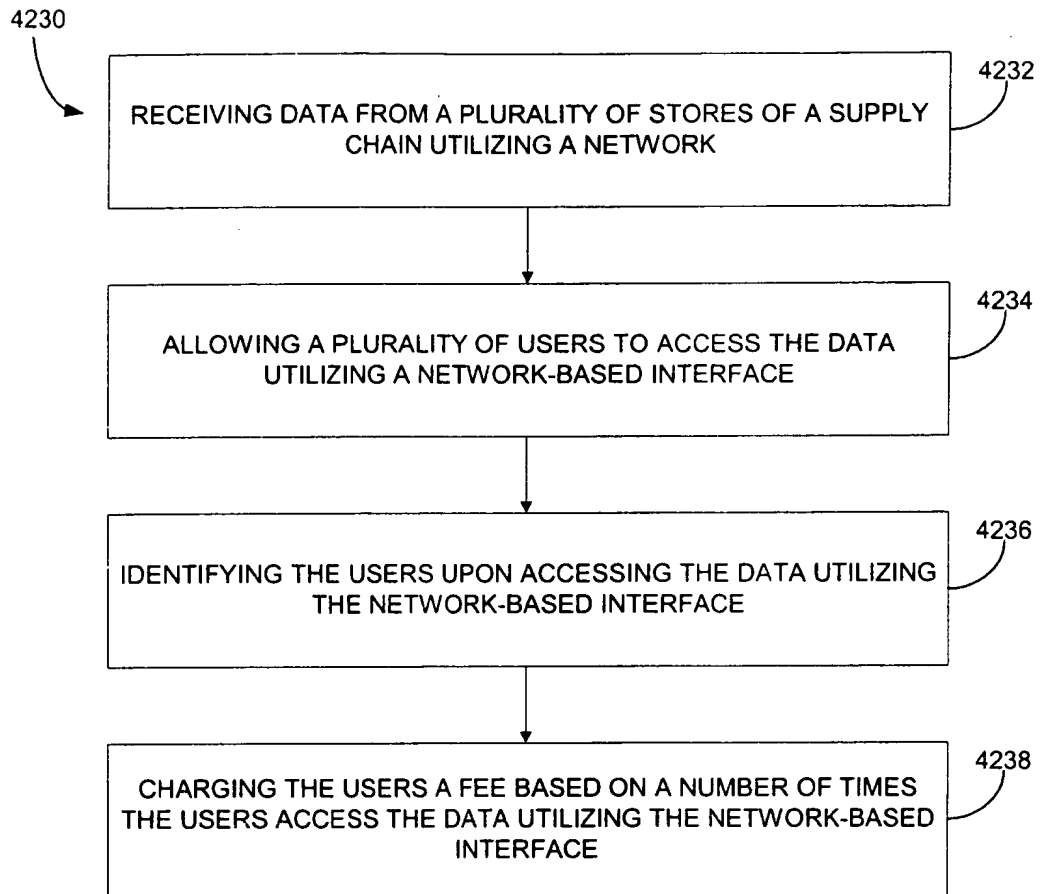 4230
4232
RECEIVING DATA FROM A PLURALITY OF STORES OF A SUPPLY
CHAIN UTILIZING A NETWORK
4234
ALLOWING A PLURALITY OF USERS TO ACCESS THE DATA
UTILIZING A NETWORK-BASED INTERFACE
4236
IDENTIFYING THE USERS UPON ACCESSING THE DATA UTILIZING
THE NETWORK-BASED INTERFACE
4238
CHARGING THE USERS A FEE BASED ON A NUMBER OF TIMES
THE USERS ACCESS THE DATA UTILIZING THE NETWORK-BASED
INTERFACE